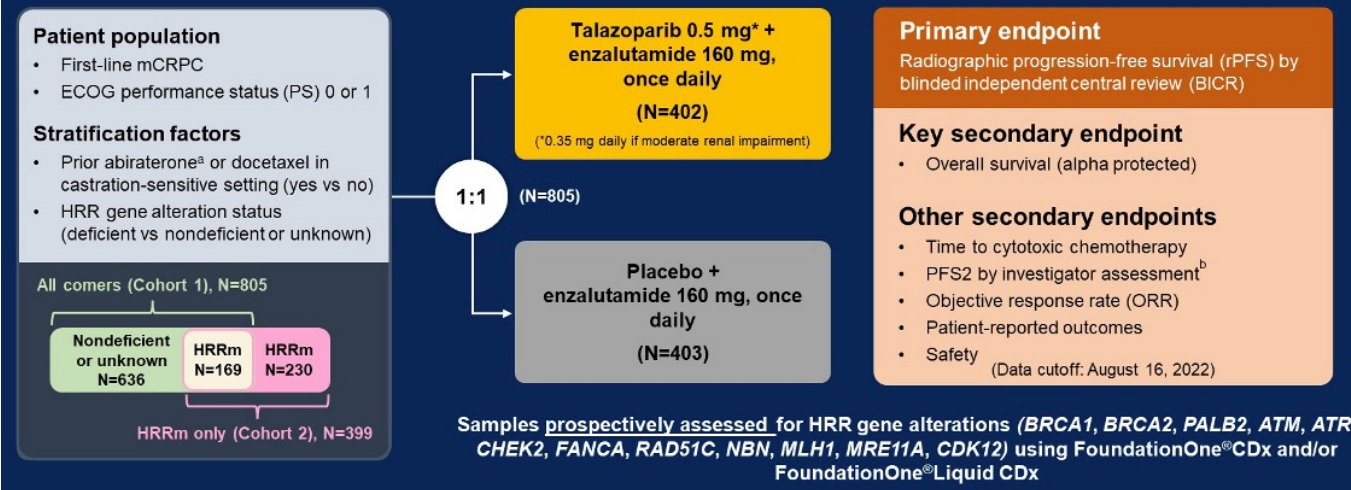 Patient population
• First-line mCRPC
• ECOG performance status (PS) 0 or 1
Stratification factors
• Prior abirateroneᵃ or docetaxel in
castration-sensitive setting (yes vs no)
• HRR gene alteration status
(deficient vs nondeficient or unknown)
All comers (Cohort 1), N=805
Nondeficient
or unknown
N=636
HRRm
N=169
HRRm
N=230
HRRm only (Cohort 2), N=399
1:1
(N=805)
Talazoparib 0.5 mg* +
enzalutamide 160 mg,
once daily
(N=402)
(*0.35 mg daily if moderate renal impairment)
Placebo +
enzalutamide 160 mg, once
daily
(N=403)
Primary endpoint
Radiographic progression-free survival (rPFS) by
blinded independent central review (BICR)
Key secondary endpoint
• Overall survival (alpha protected)
Other secondary endpoints
• Time to cytotoxic chemotherapy
• PFS2 by investigator assessmentᵇ
• Objective response rate (ORR)
• Patient-reported outcomes
• Safety
(Data cutoff: August 16, 2022)
Samples prospectively assessed for HRR gene alterations (BRCA1, BRCA2, PALB2, ATM, ATR
CHEK2, FANCA, RAD51C, NBN, MLH1, MRE11A, CDK12) using FoundationOne®CDx and/or
FoundationOne®Liquid CDx